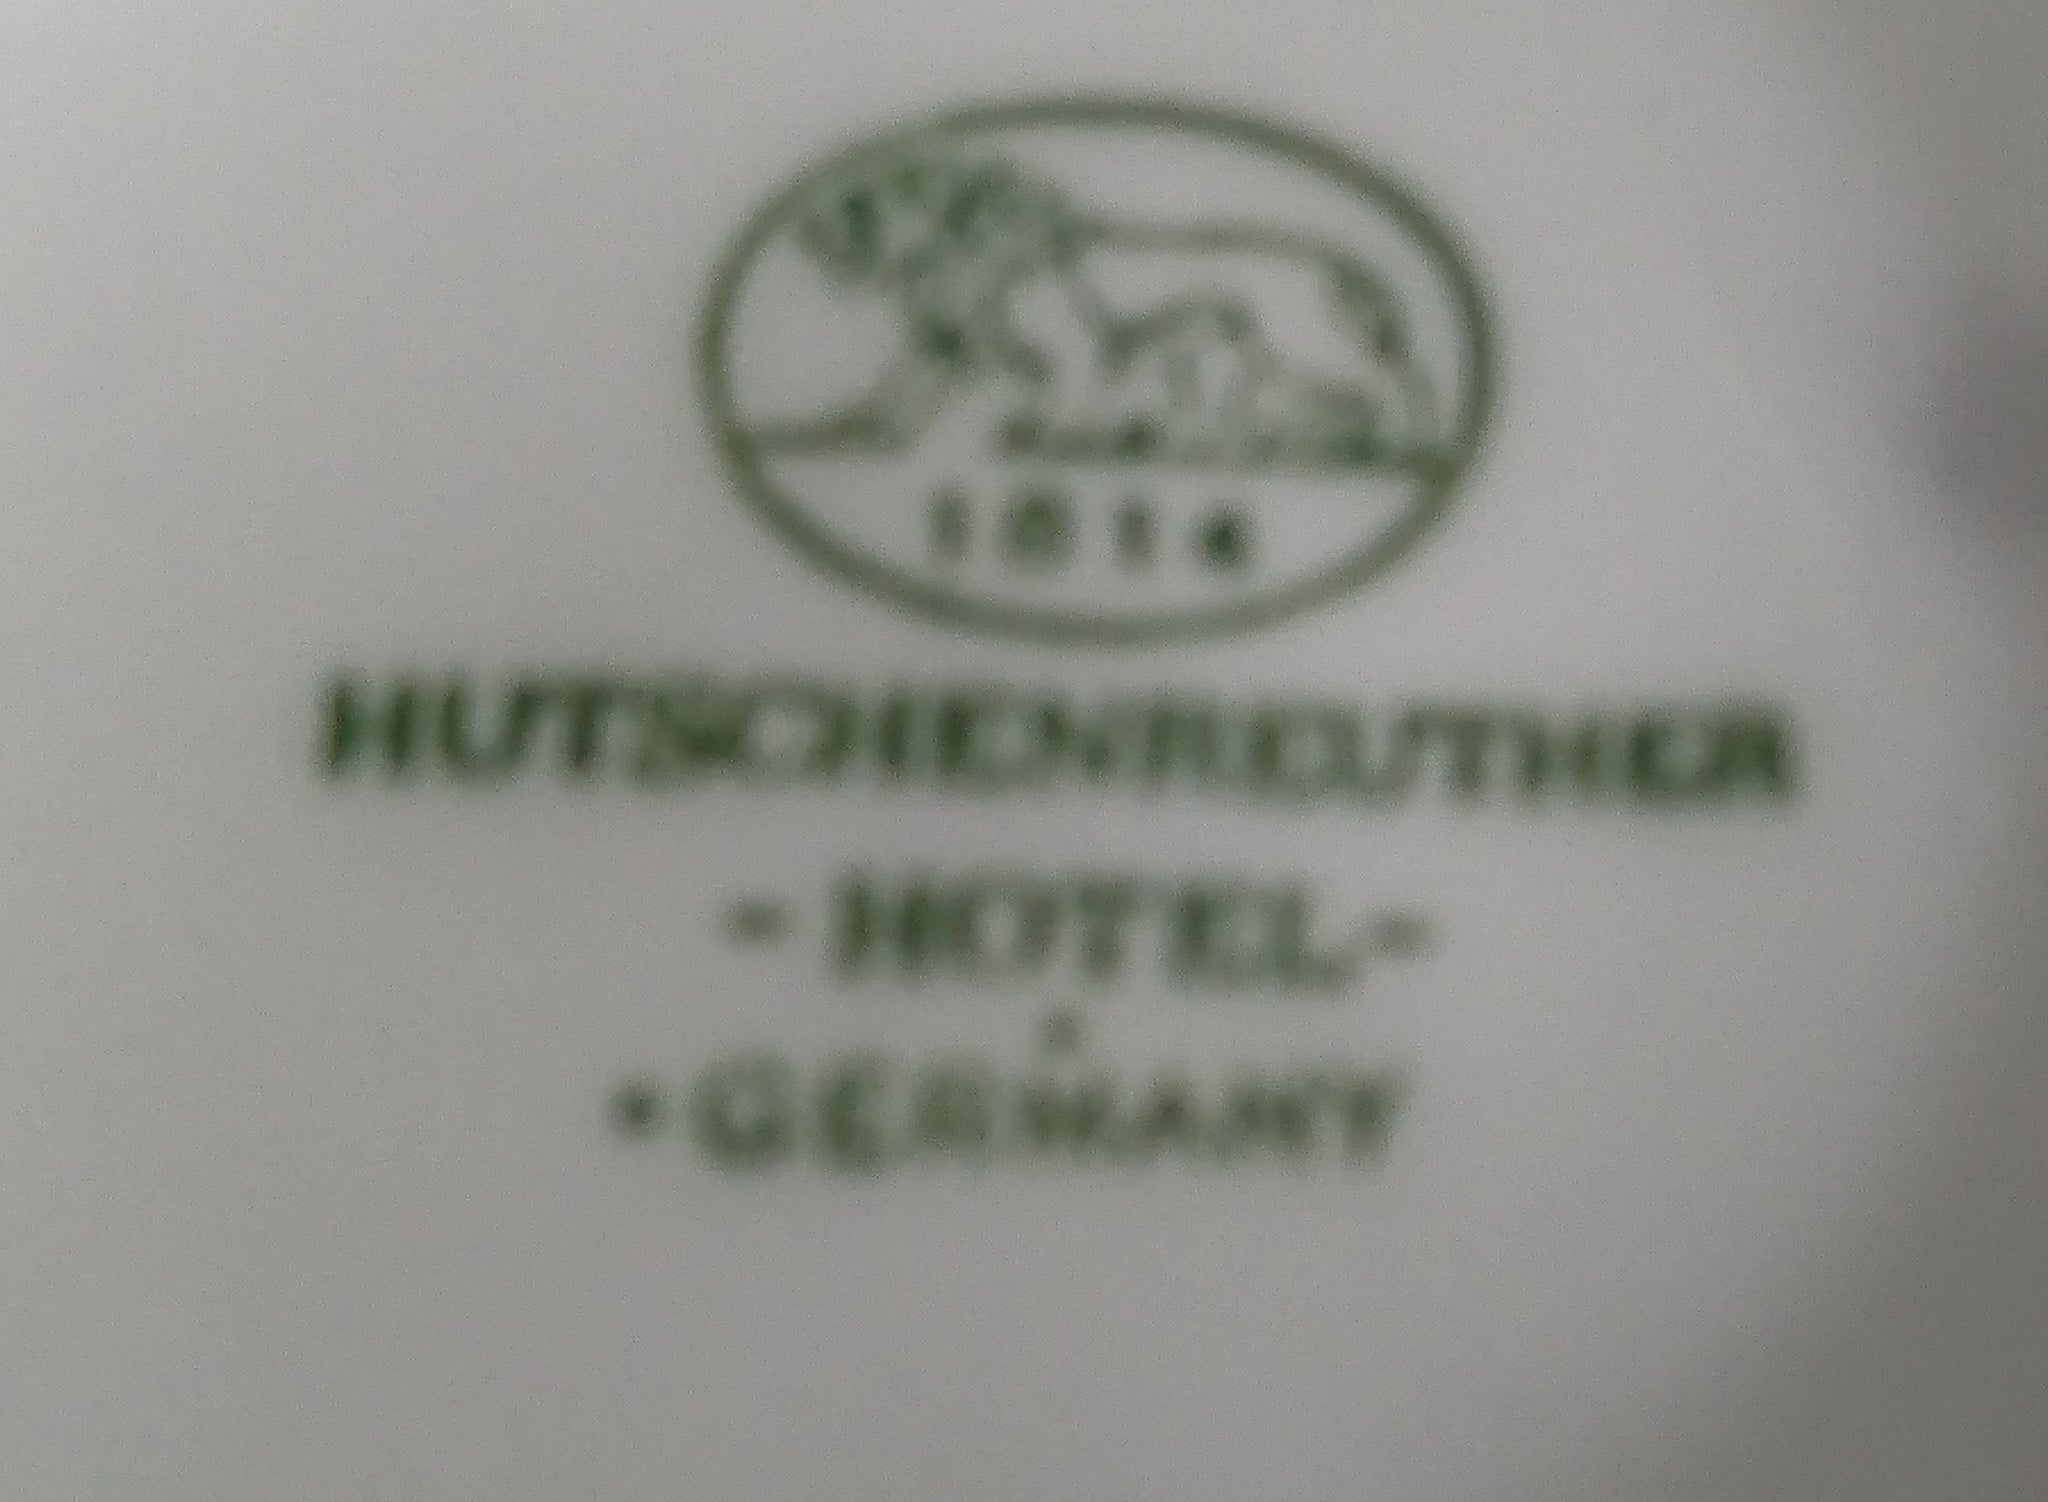 1814
HUTSCHENREUTHER
- HOTEL -
GERMANY